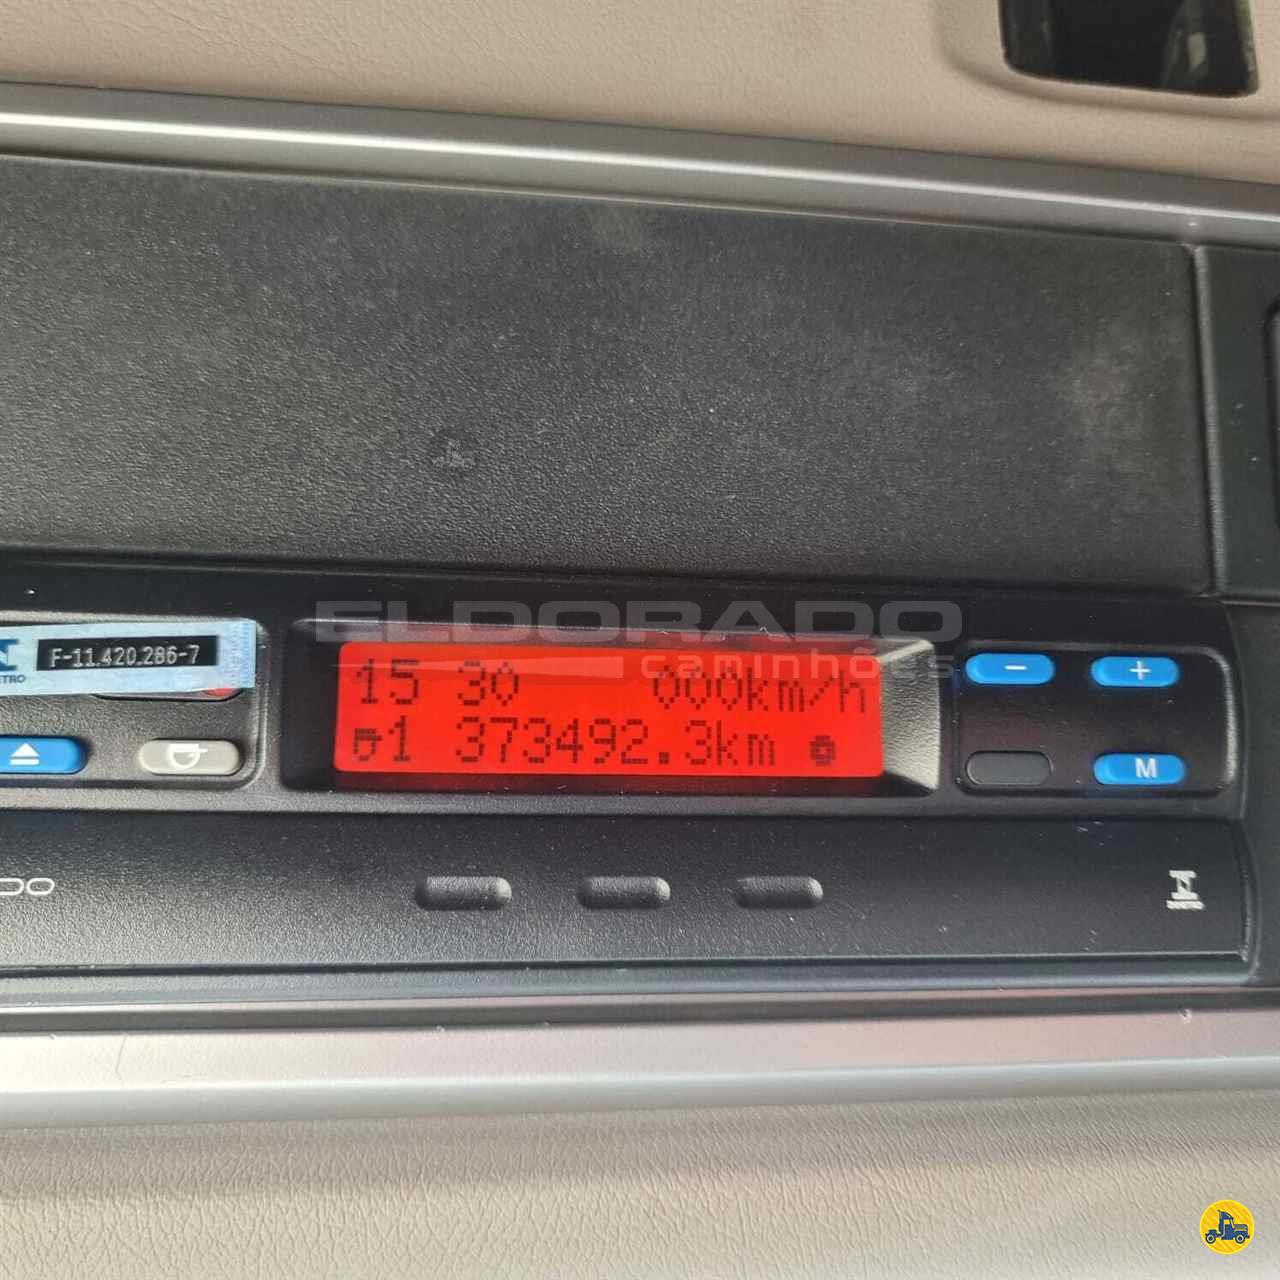 ELDORADO
caminhões
F-11.420.286-7
15 30 000km/h
1 373492.3km
- +
M